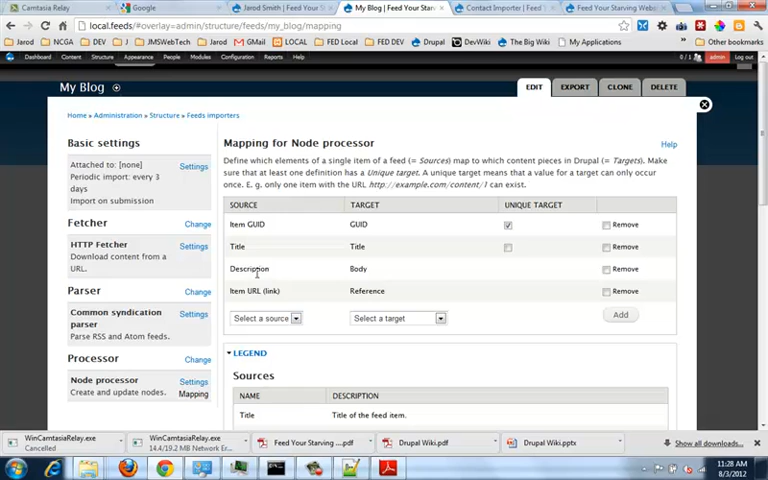 Camtasia Relay
Google
Jarod Smith | Feed Your S
My Blog | Feed Your Starv
Contact Importer | Feed
Feed Your Starving Webs
local.feeds/#overlay=admin/structure/feeds/my_blog/mapping
Jarod
NCGA
DEV
J
JMSWebTech
GMAIL
LOCAL
FED Local
FED DEV
Drupal
DevWiki
The Big Wiki
My Applications
Other bookmarks
Dashboard
Content
Structure
Appearance
People
Modules
Configuration
Reports
Help
admin
Log out
My Blog
EDIT
EXPORT
CLONE
DELETE
Home » Administration » Structure » Feeds importers
Basic settings
Attached to: [none]
Settings
Periodic import: every 3
days
Import on submission
Fetcher
Change
HTTP Fetcher
Settings
Download content from a
URL.
Parser
Change
Common syndication
Settings
parser
Parse RSS and Atom feeds.
Processor
Change
Node processor
Settings
Create and update nodes.
Mapping
Mapping for Node processor
Help
Define which elements of a single item of a feed (= Sources) map to which content pieces in Drupal (= Targets). Make
sure that at least one definition has a Unique target. A unique target means that a value for a target can only occur
once. E. g. only one item with the URL http://example.com/content/1 can exist.
SOURCE
TARGET
UNIQUE TARGET
Item GUID
GUID
Remove
Title
Title
Remove
Description
Body
Remove
Item URL (link)
Reference
Remove
Select a source
Select a target
Add
LEGEND
Sources
NAME
DESCRIPTION
Title
Title of the feed item.
WinCamtasiaRelay.exe
Cancelled
WinCamtasiaRelay.exe
14.4/19.2 MB Network Er...
Feed Your Starving ....pdf
Drupal Wiki.pdf
Drupal Wiki.pptx
Show all downloads...
11:28 AM
8/3/2012